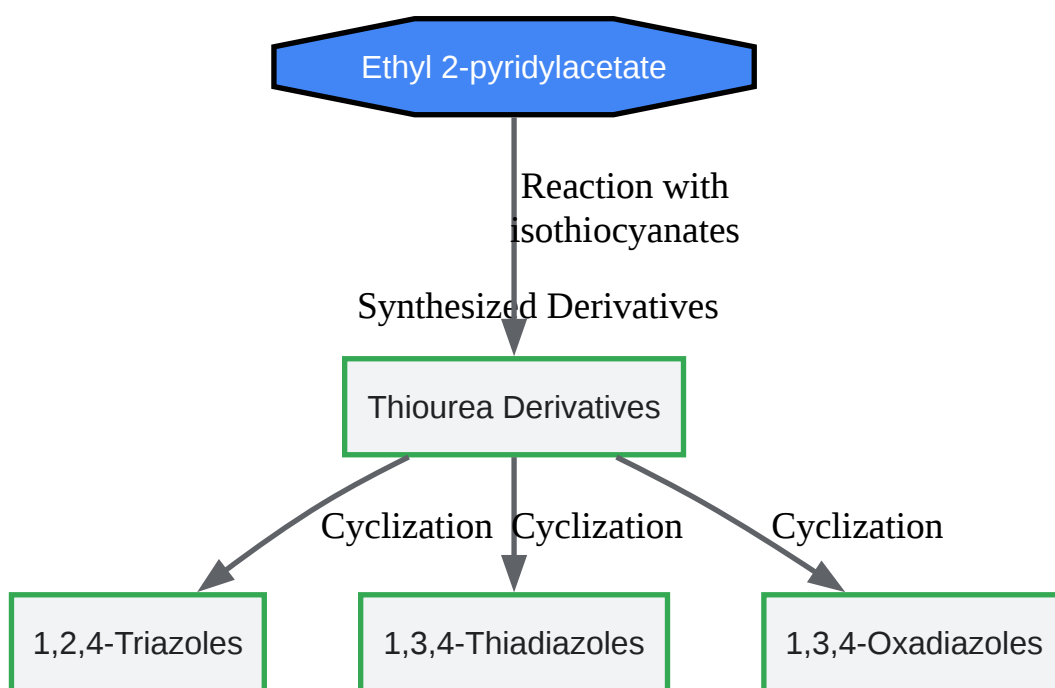 Ethyl 2-pyridylacetate
Reaction with
isothiocyanates
Synthesized Derivatives
Thiourea Derivatives
Cyclization
Cyclization
Cyclization
1,2,4-Triazoles
1,3,4-Thiadiazoles
1,3,4-Oxadiazoles